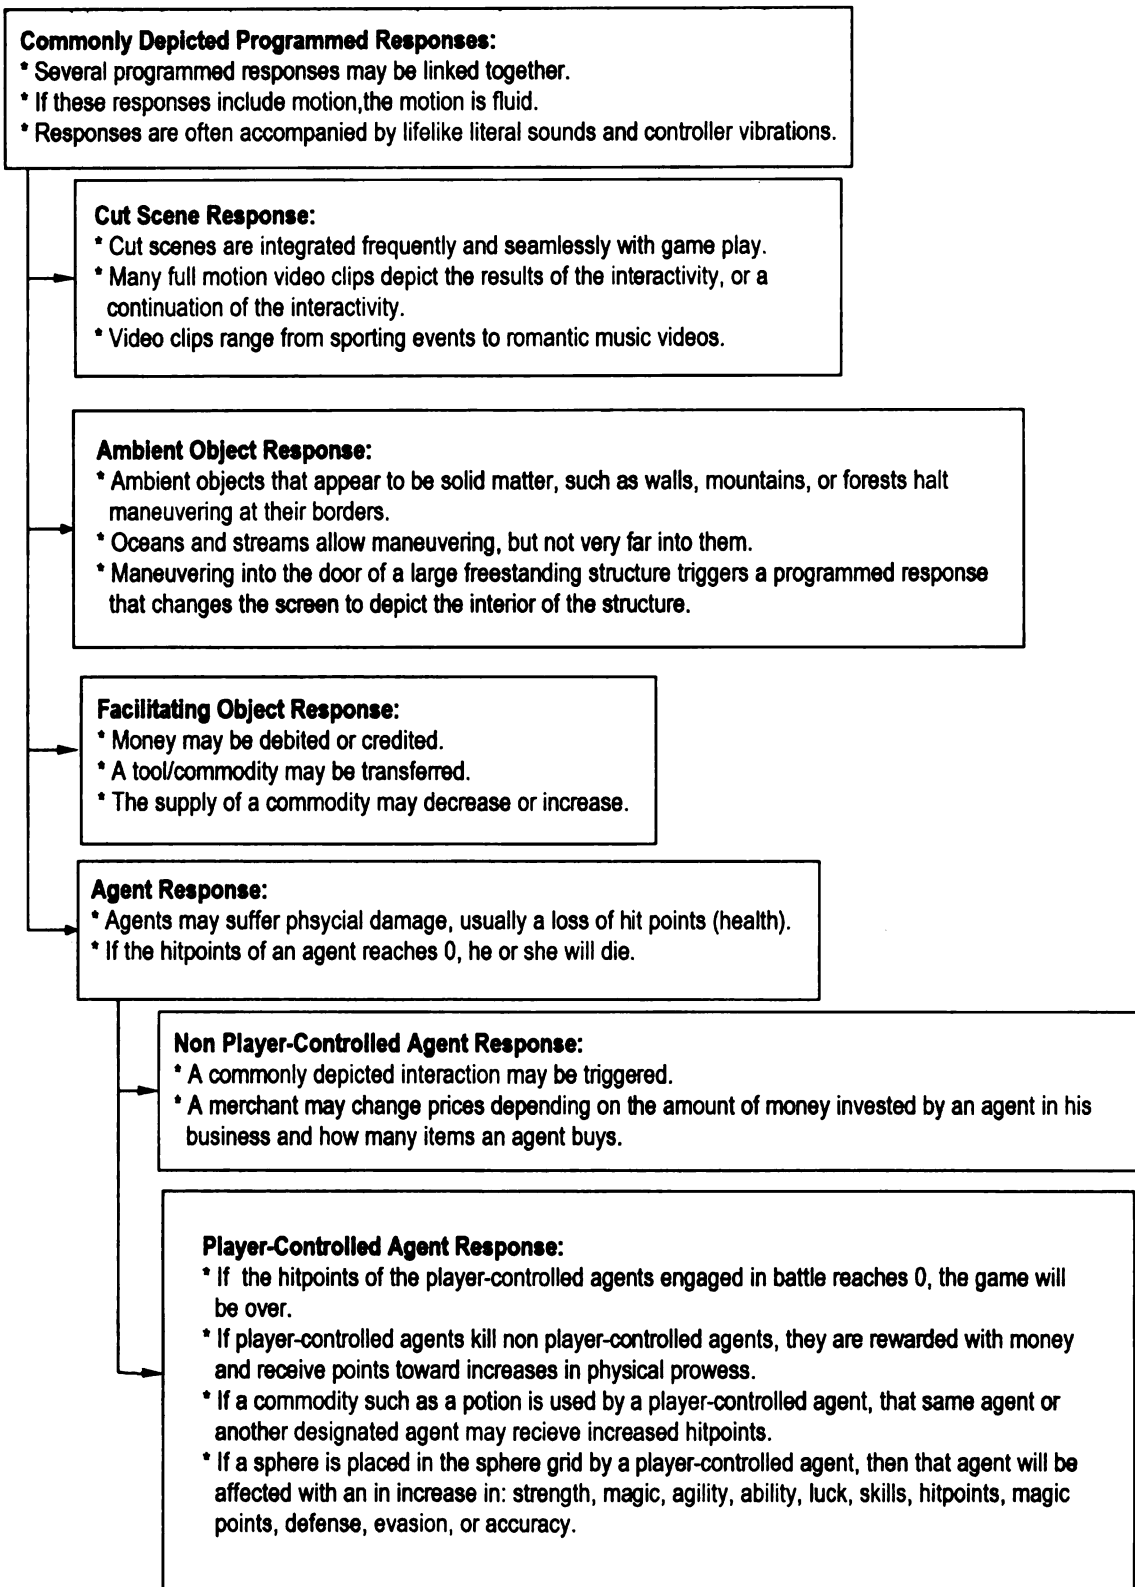 Commonly Depicted Programmed Responses:
* Several programmed responses may be linked together.
* If these responses include motion,the motion is fluid.
* Responses are often accompanied by lifelike literal sounds and controller vibrations.
Cut Scene Response:
* Cut scenes are integrated frequently and seamlessly with game play.
* Many full motion video clips depict the results of the interactivity, or a
continuation of the interactivity.
* Video clips range from sporting events to romantic music videos.
Ambient Object Response:
* Ambient objects that appear to be solid matter, such as walls, mountains, or forests halt
maneuvering at their borders.
* Oceans and streams allow maneuvering, but not very far into them.
* Maneuvering into the door of a large freestanding structure triggers a programmed response
that changes the screen to depict the interior of the structure.
Facilitating Object Response:
* Money may be debited or credited.
* A tool/commodity may be transferred.
* The supply of a commodity may decrease or increase.
Agent Response:
* Agents may suffer phsycial damage, usually a loss of hit points (health).
* If the hitpoints of an agent reaches 0, he or she will die.
Non Player-Controlled Agent Response:
* A commonly depicted interaction may be triggered.
* A merchant may change prices depending on the amount of money invested by an agent in his
business and how many items an agent buys.
Player-Controlled Agent Response:
* If the hitpoints of the player-controlled agents engaged in battle reaches 0, the game will
be over.
* If player-controlled agents kill non player-controlled agents, they are rewarded with money
and receive points toward increases in physical prowess.
* If a commodity such as a potion is used by a player-controlled agent, that same agent or
another designated agent may recieve increased hitpoints.
* If a sphere is placed in the sphere grid by a player-controlled agent, then that agent will be
affected with an in increase in: strength, magic, agility, ability, luck, skills, hitpoints, magic
points, defense, evasion, or accuracy.